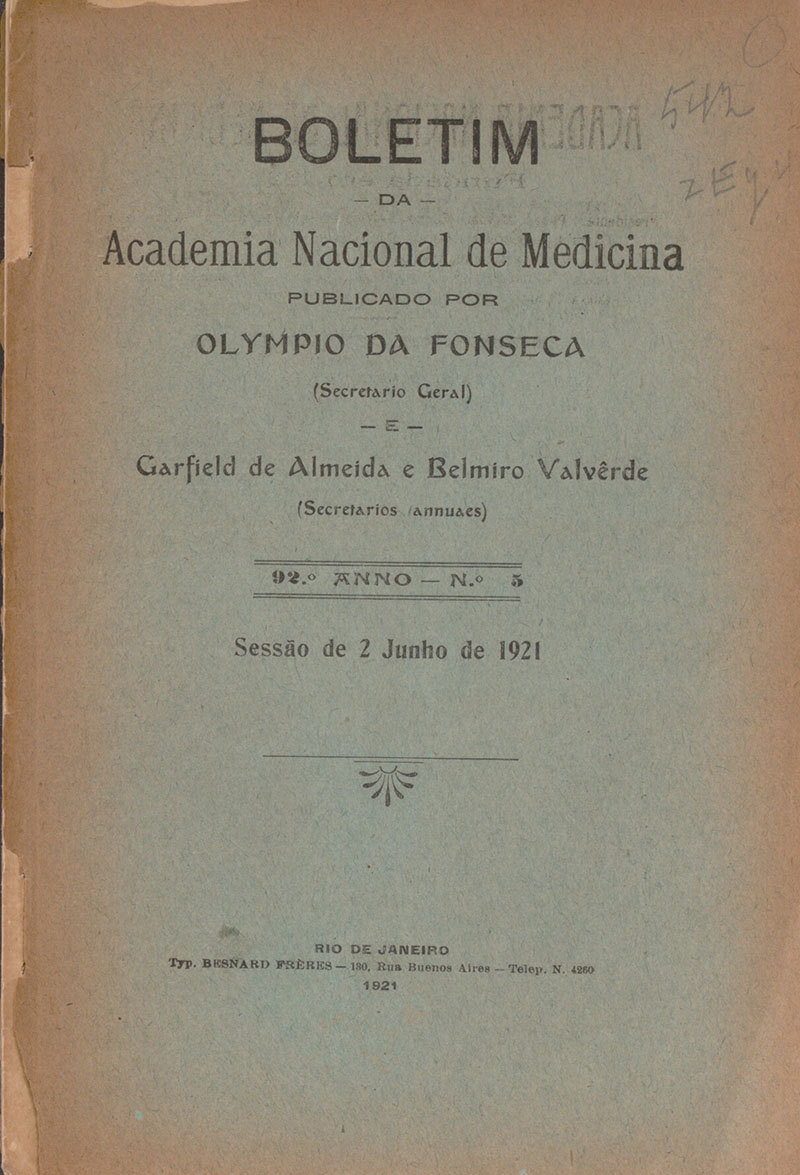 542
BOLETIM
— DA —
Academia Nacional de Medicina
PUBLICADO POR
OLYMPIO DA FONSECA
(Secretario Geral)
— E —
Garfield de Almeida e Belmiro Valvêrde
(Secretarios annuaes)
92.º ANNO — N.º 5
Sessão de 2 Junho de 1921
RIO DE JANEIRO
Typ. BESNARD FRÈRES — 130, Rua Buenos Aires — Telep. N. 4260
1921